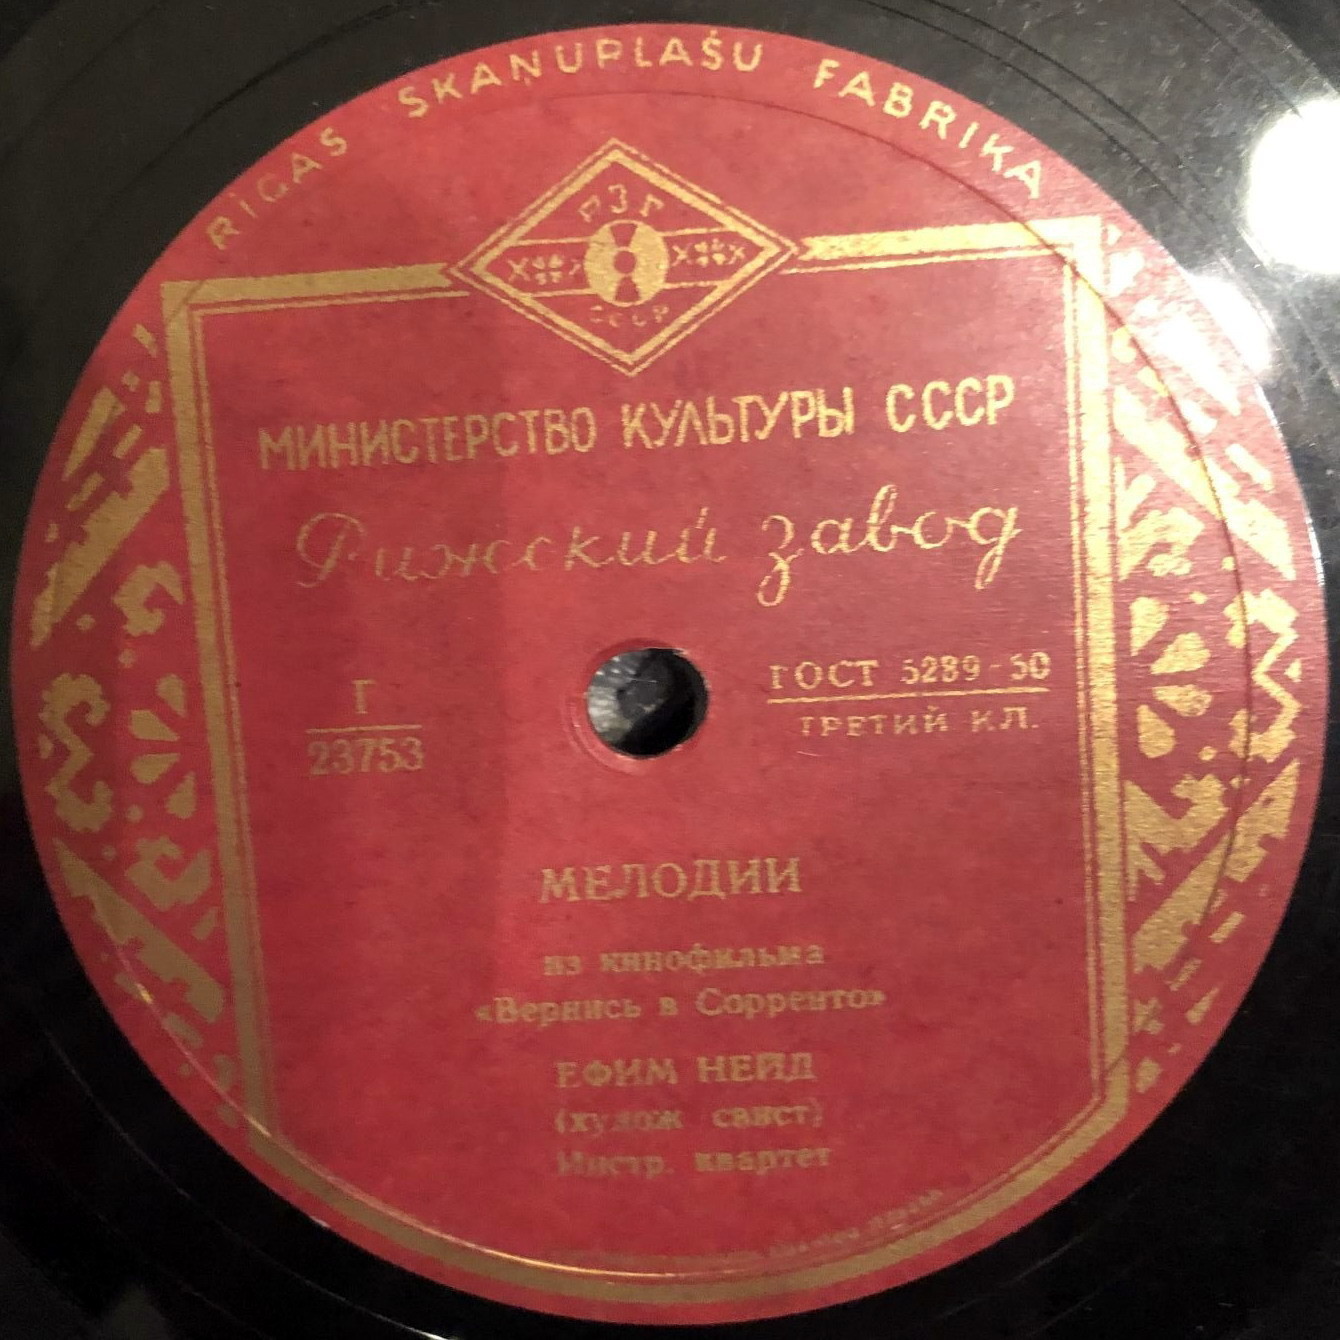 RĪGAS SKAŅUPLAŠU FABRIKA
РЗГ
СССР
МИНИСТЕРСТВО КУЛЬТУРЫ СССР
Рижский завод
Г
23753
ГОСТ 5289-50
ТРЕТИЙ КЛ.
МЕЛОДИИ
из кинофильма
«Вернись в Сорренто»
ЕФИМ НЕЙД
(худож свист)
Инстр. квартет